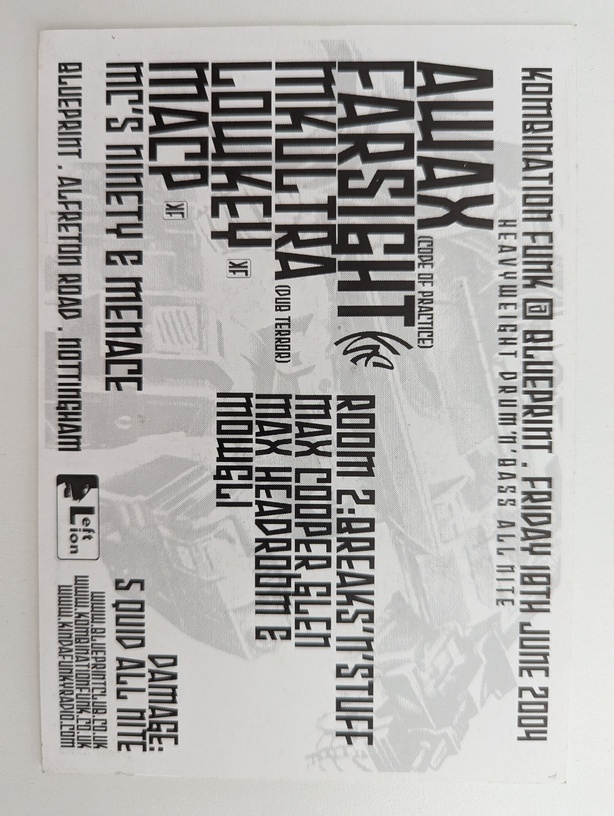 KOMBINATION FUNK @ BLUEPRINT . FRIDAY 18TH JUNE 2004
HEAVYWEIGHT DRUM'N'BASS ALL NITE
AWAX (CODE OF PRACTICE)
FARSIGHT
MKULTRA (DUB TERROR)
LOWKEY KF
MACP KF
MC'S NINETY & MENACE
ROOM 2:BREAKS'N'STUFF
MAX COOPER,GLEN
MAX HEADROOM &
MOWGLI
DAMAGE:
5 QUID ALL NITE
WWW.BLUEPRINTCLUB.CO.UK
WWW.KOMBINATIONFUNK.CO.UK
WWW.KINDAFUNKYRADIO.COM
BLUEPRINT . ALFRETON ROAD . NOTTINGHAM
Left
Lion